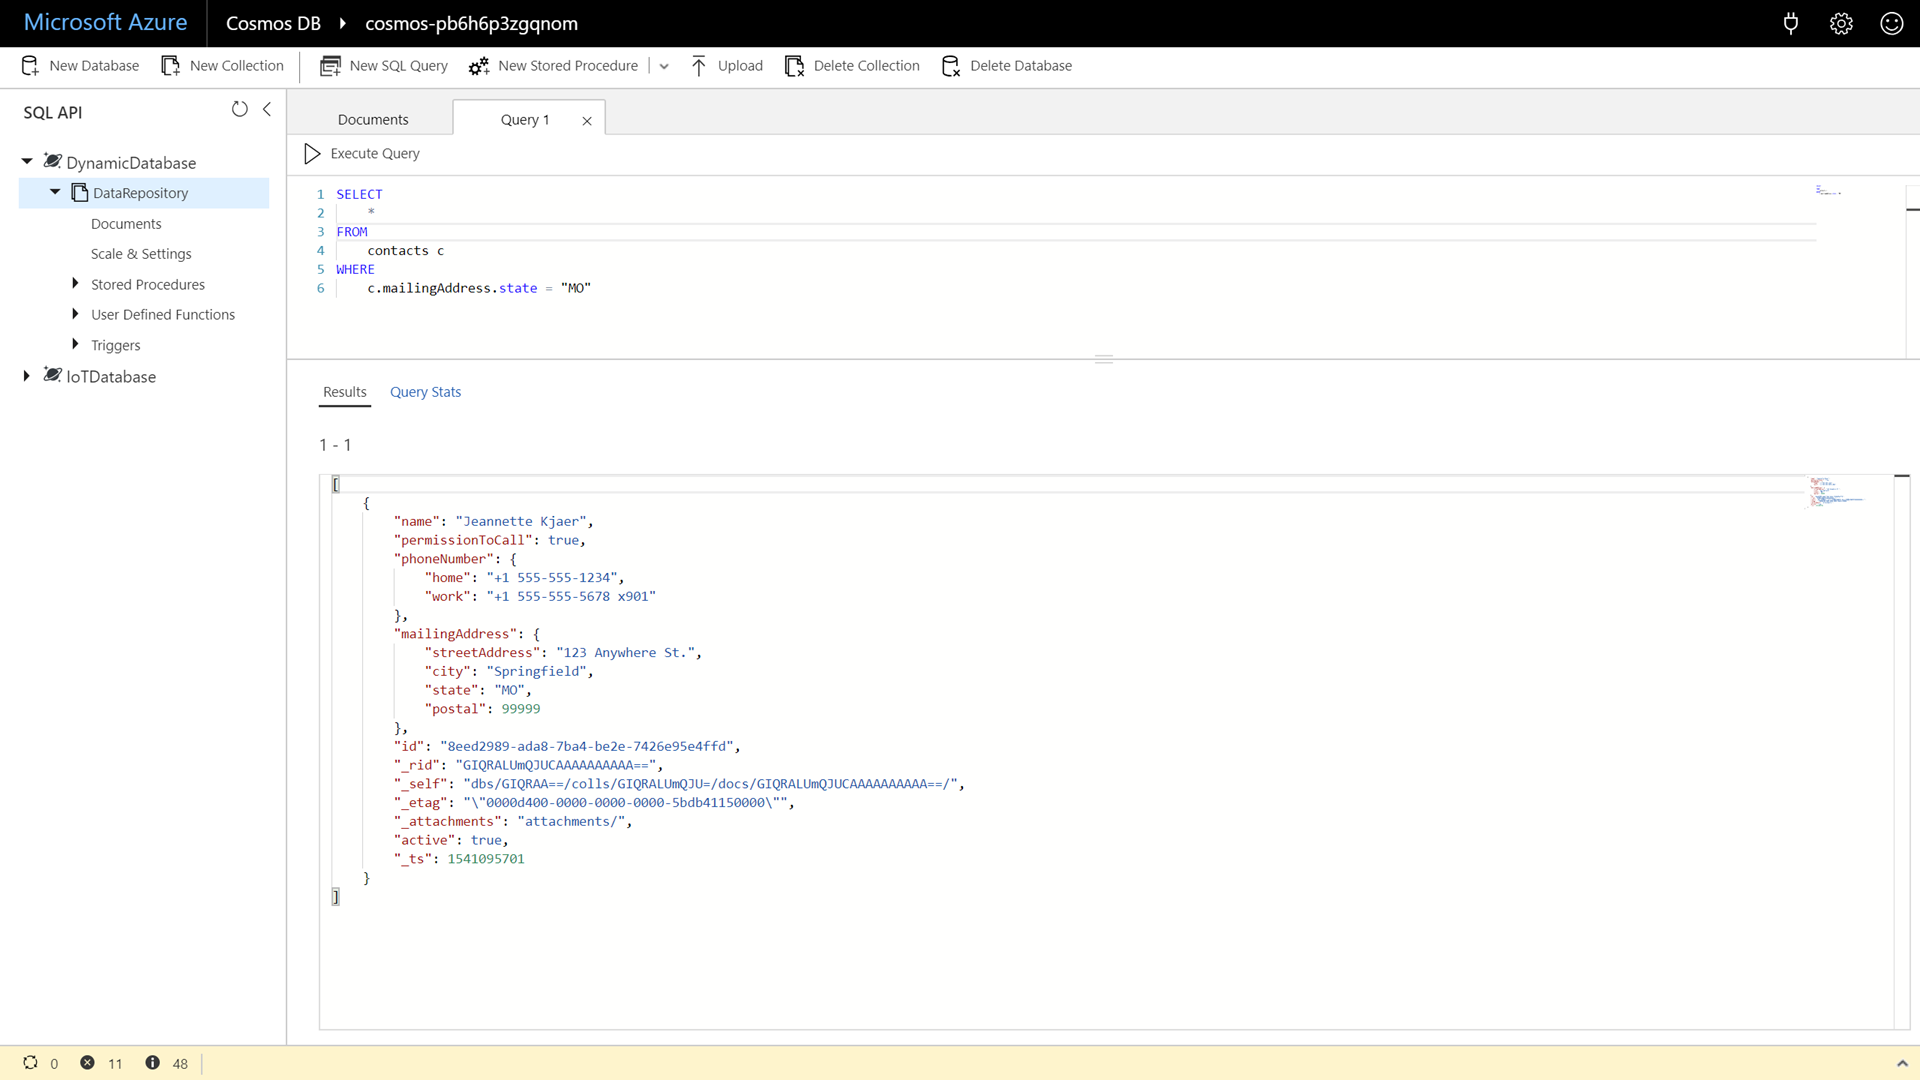 Microsoft Azure
Cosmos DB
cosmos-pb6h6p3zgqnom
New Database
New Collection
New SQL Query
New Stored Procedure
Upload
Delete Collection
Delete Database
SQL API
DynamicDatabase
DataRepository
Documents
Scale & Settings
Stored Procedures
User Defined Functions
Triggers
IoTDatabase
Documents
Query 1
Execute Query
1 SELECT
2 *
3 FROM
4 contacts c
5 WHERE
6 c.mailingAddress.state = "MO"
Results
Query Stats
1 - 1
[
{
"name": "Jeannette Kjaer",
"permissionToCall": true,
"phoneNumber": {
"home": "+1 555-555-1234",
"work": "+1 555-555-5678 x901"
},
"mailingAddress": {
"streetAddress": "123 Anywhere St.",
"city": "Springfield",
"state": "MO",
"postal": 99999
},
"id": "8eed2989-ada8-7ba4-be2e-7426e95e4ffd",
"_rid": "GIQRALUmQJUCAAAAAAAAAA==",
"_self": "dbs/GIQRAA==/colls/GIQRALUmQJU=/docs/GIQRALUmQJUCAAAAAAAAAA==/",
"_etag": "\"0000d400-0000-0000-0000-5bdb41150000\"",
"_attachments": "attachments/",
"active": true,
"_ts": 1541095701
}
]
0
11
48